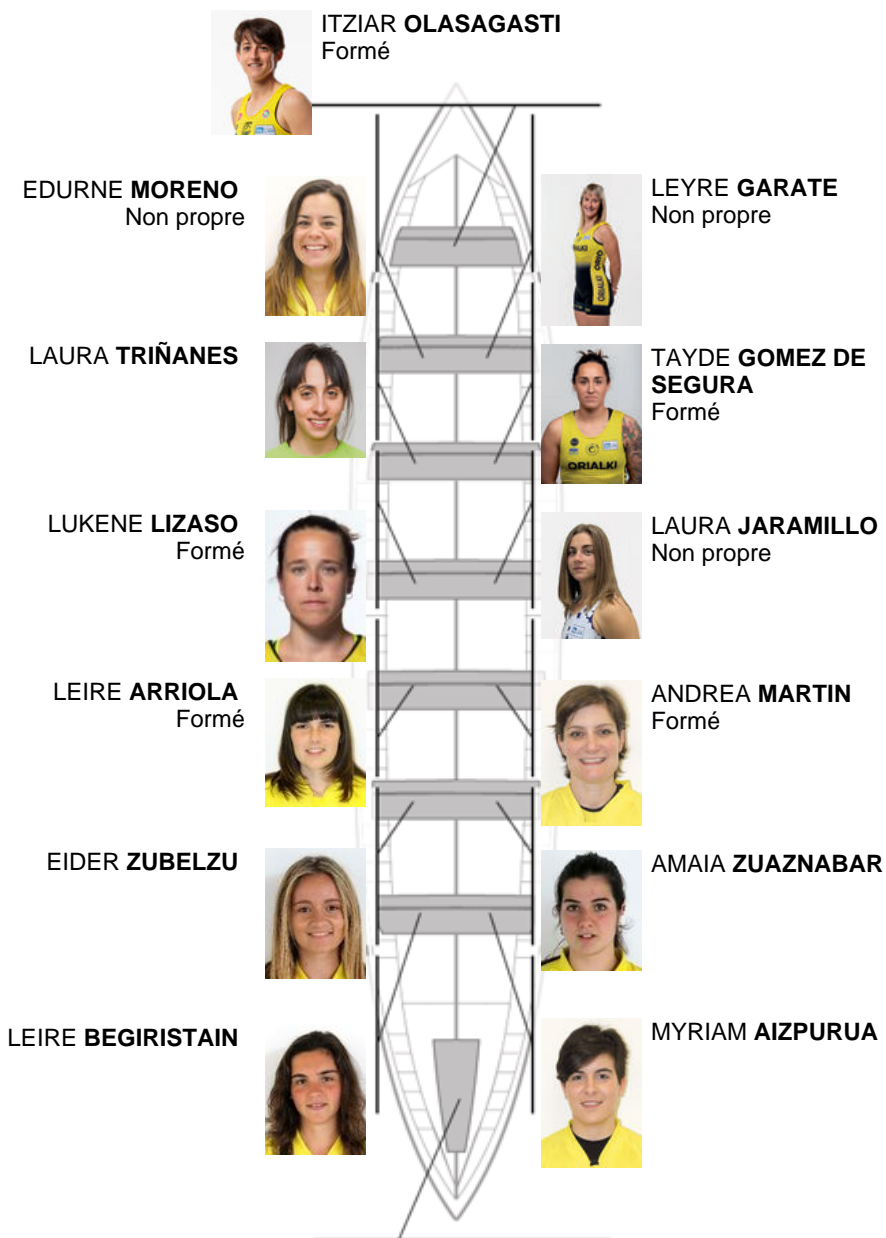 ITZIAR OLASAGASTI
Formé
EDURNE MORENO
Non propre
LEYRE GARATE
Non propre
ORIALKI
LAURA TRIÑANES
TAYDE GOMEZ DE
SEGURA
Formé
ORIALKI
LUKENE LIZASO
Formé
LAURA JARAMILLO
Non propre
LEIRE ARRIOLA
Formé
ANDREA MARTIN
Formé
EIDER ZUBELZU
AMAIA ZUAZNABAR
LEIRE BEGIRISTAIN
MYRIAM AIZPURUA